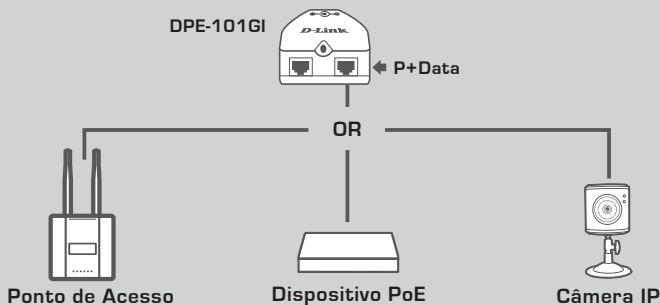 DPE-101GI
D-Link
P+Data
OR
Ponto de Acesso
Dispositivo PoE
Câmera IP